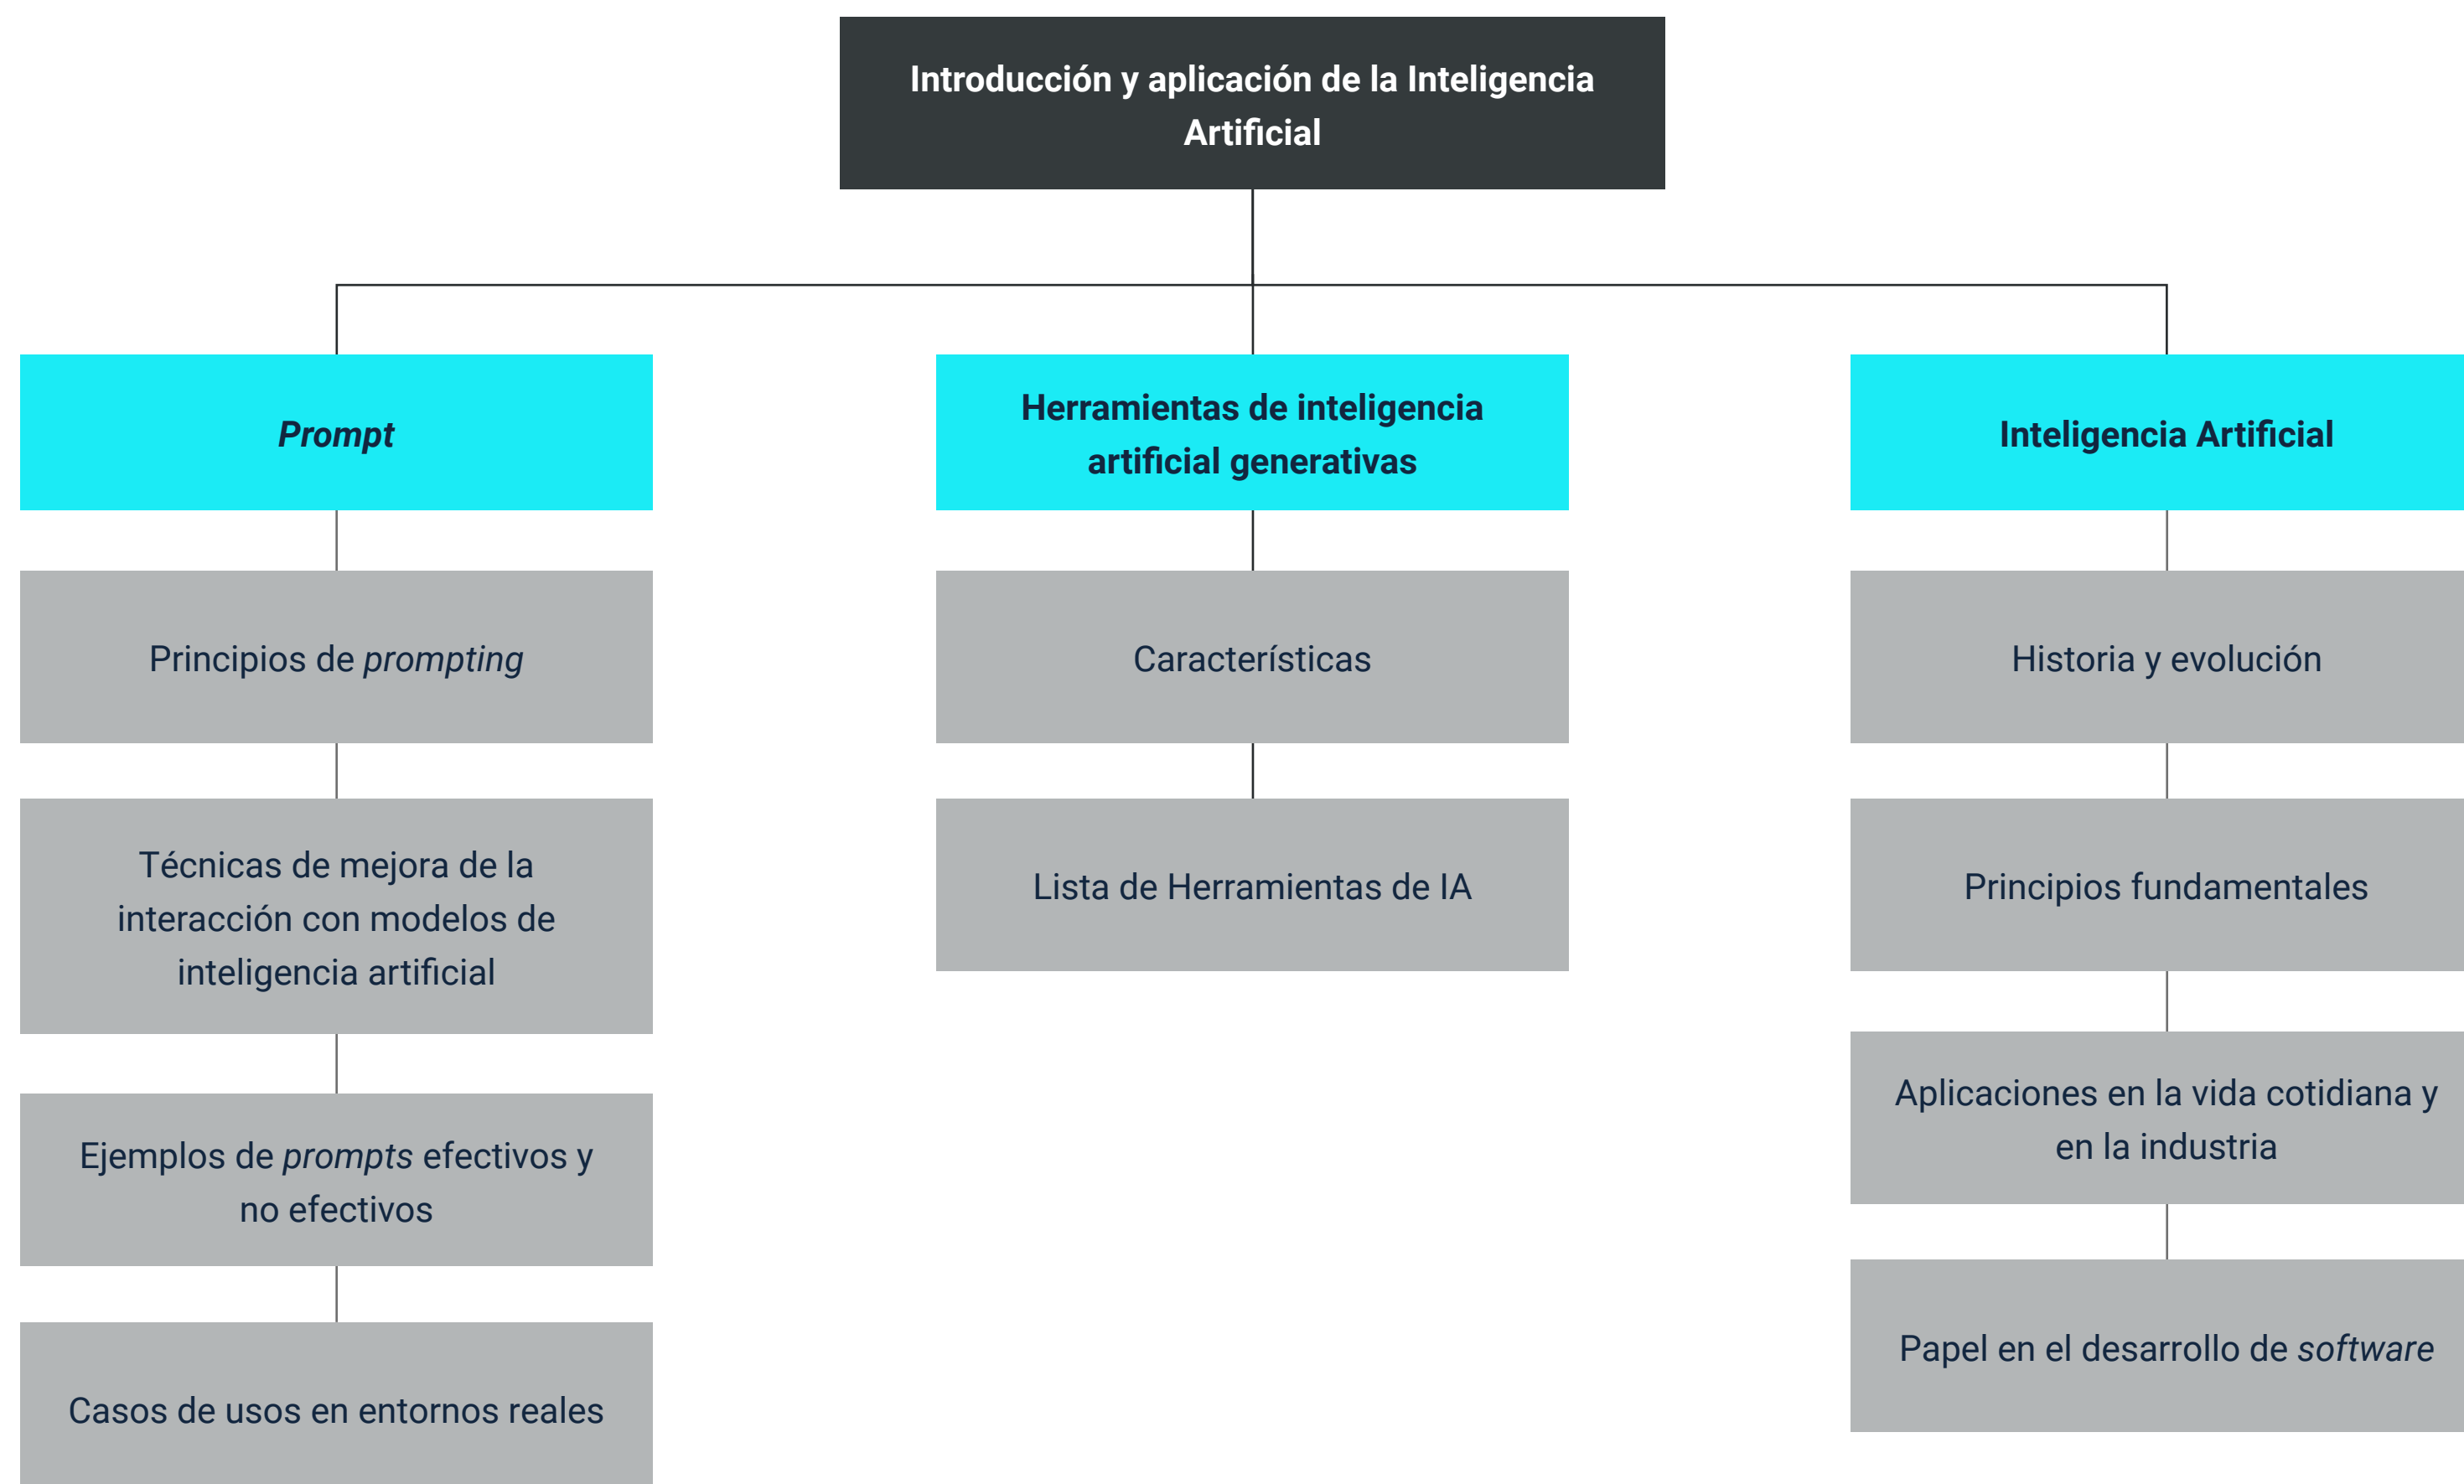 Introducción y aplicación de la Inteligencia
Artificial
Prompt
Principios de prompting
Técnicas de mejora de la
interacción con modelos de
inteligencia artificial
Ejemplos de prompts efectivos y
no efectivos
Casos de usos en entornos reales
Herramientas de inteligencia
artificial generativas
Características
Lista de Herramientas de IA
Inteligencia Artificial
Historia y evolución
Principios fundamentales
Aplicaciones en la vida cotidiana y
en la industria
Papel en el desarrollo de software